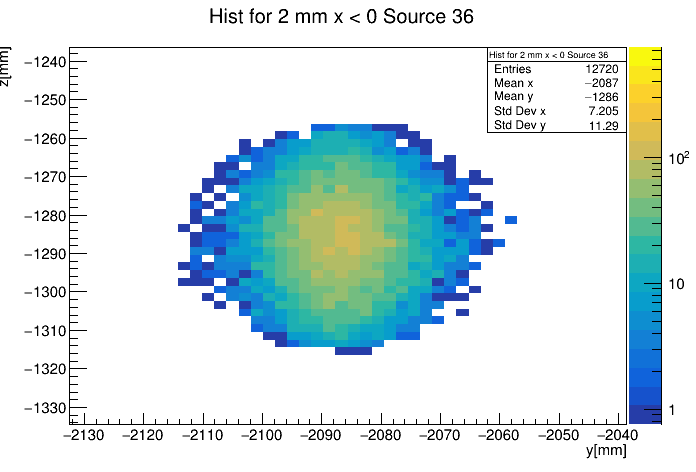 Hist for 2 mm x < 0 Source 36
z[mm]
Hist for 2 mm x < 0 Source 36
Entries 12720
Mean x −2087
Mean y −1286
Std Dev x 7.205
Std Dev y 11.29
−1240
−1250
−1260
−1270
−1280
−1290
−1300
−1310
−1320
−1330
10²
10
1
−2130 −2120 −2110 −2100 −2090 −2080 −2070 −2060 −2050 −2040
y[mm]